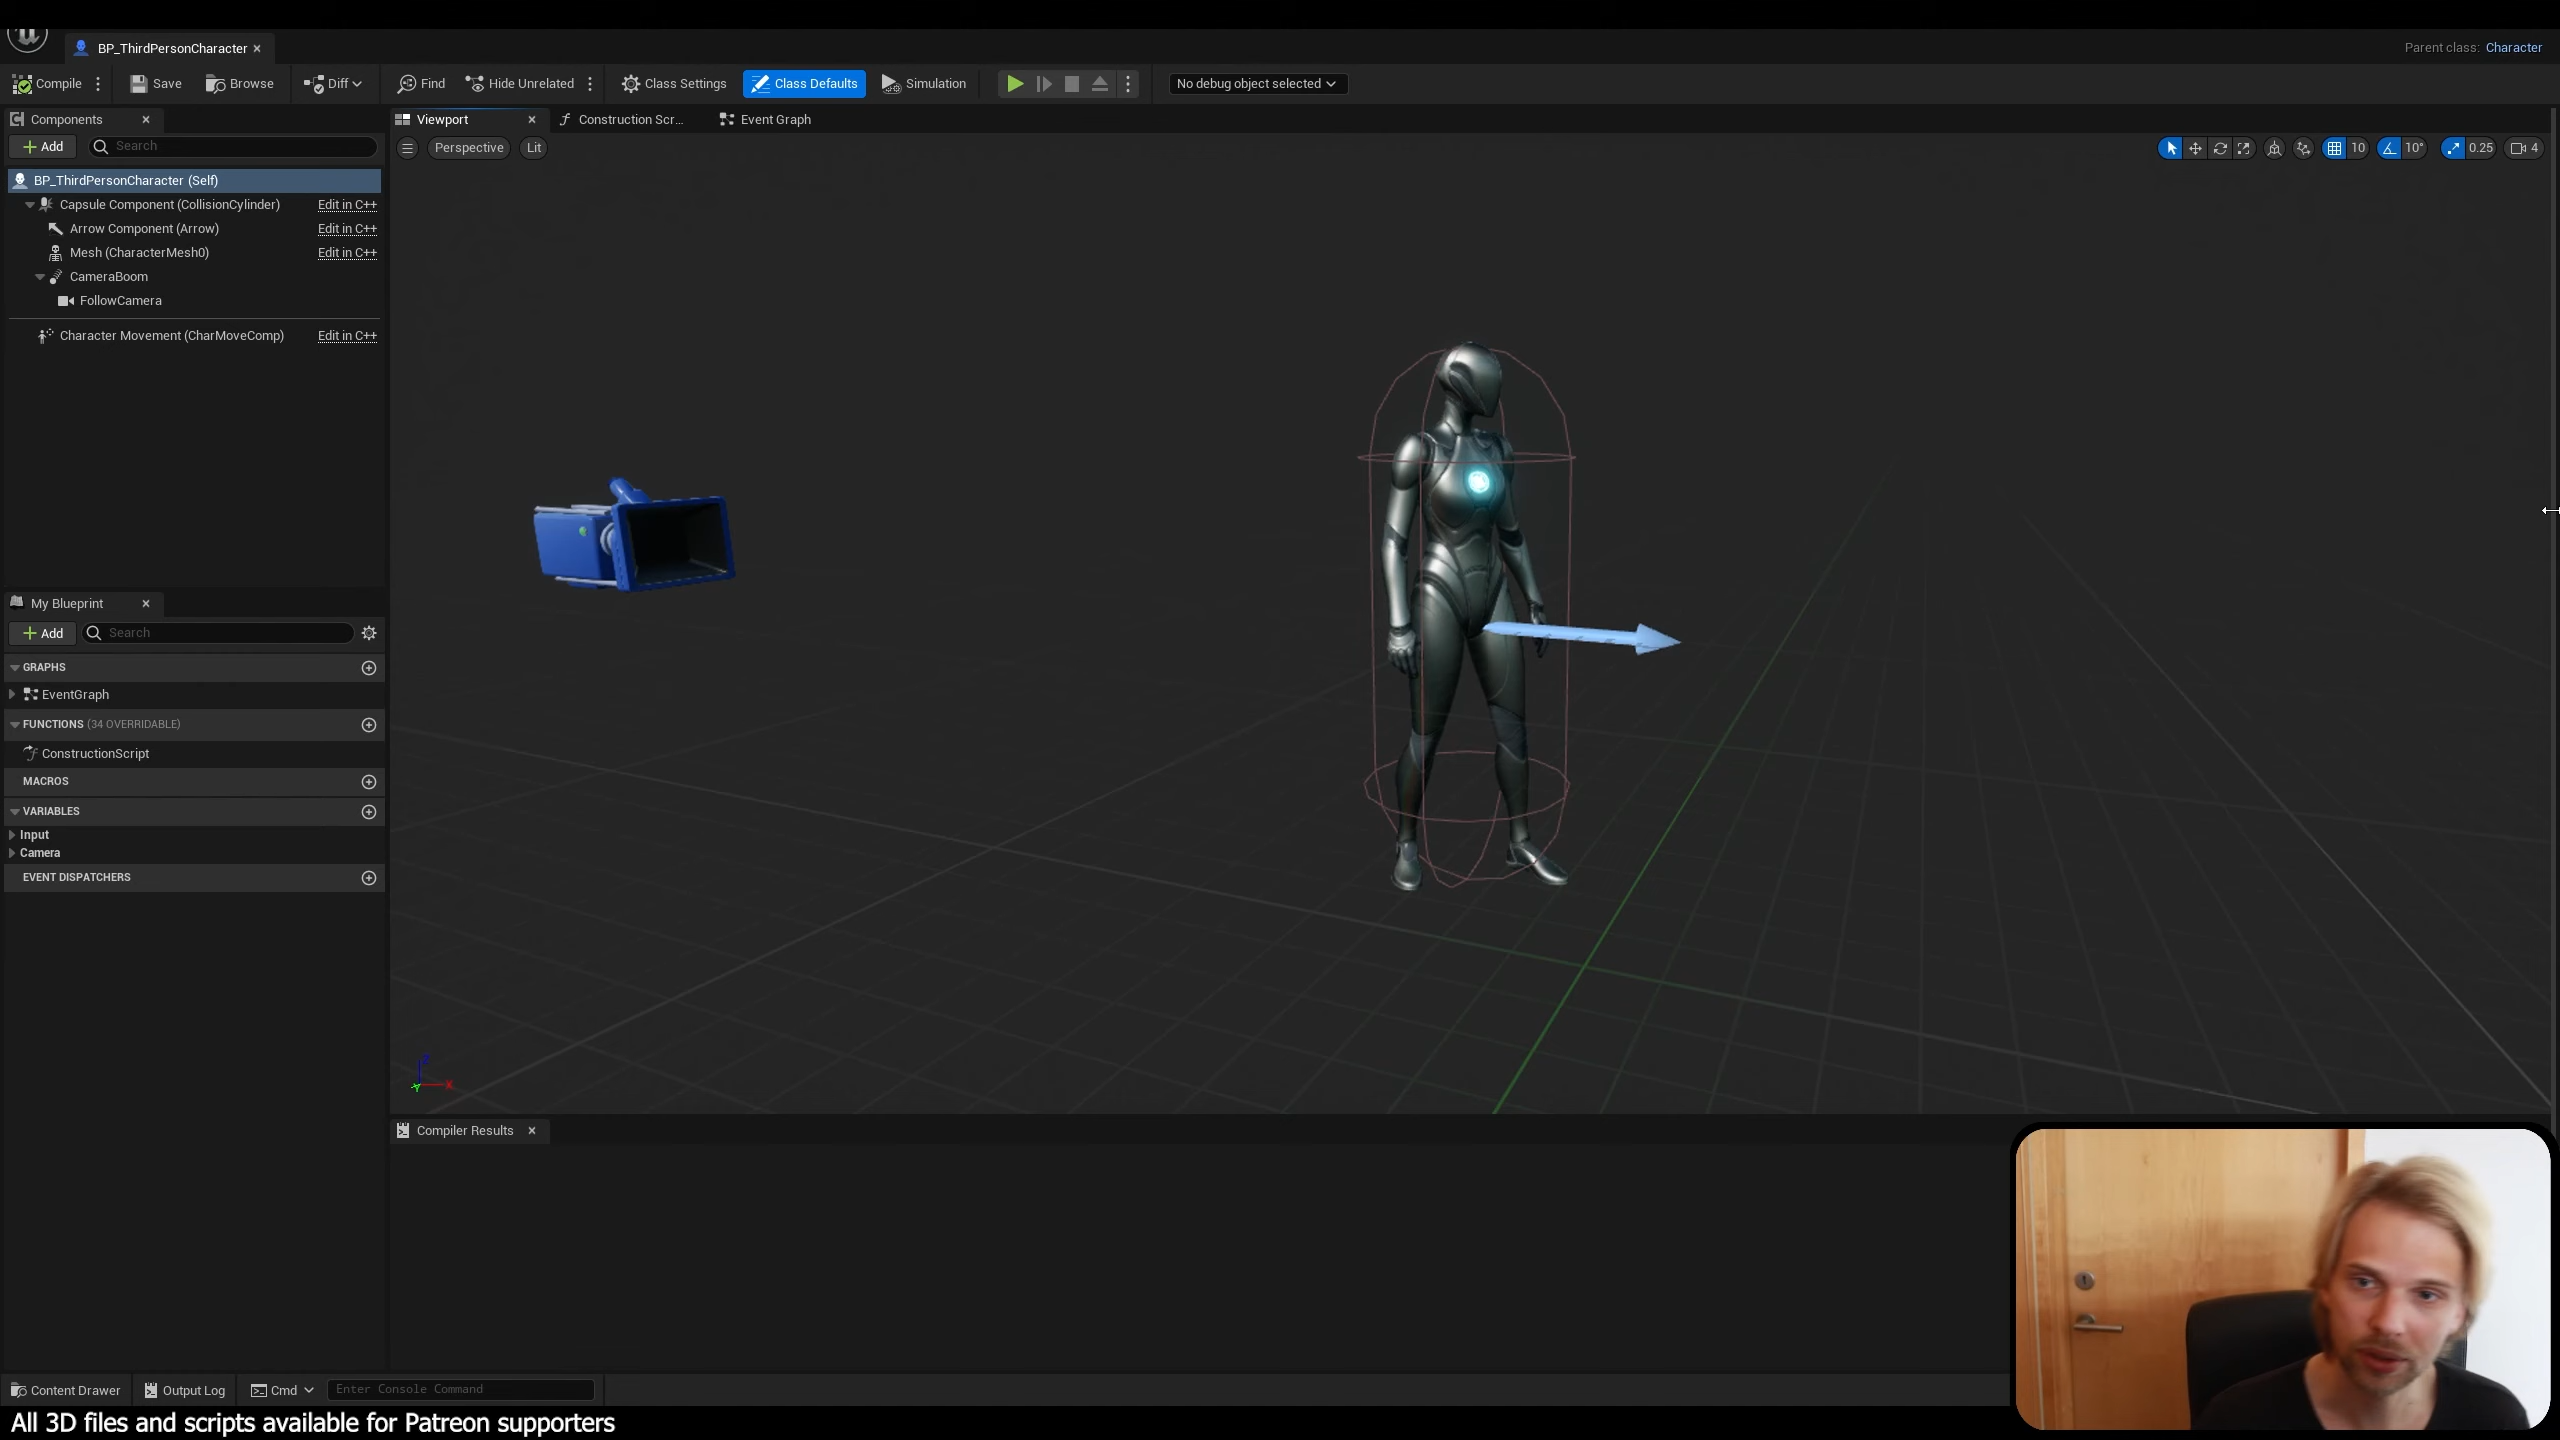 BP_ThirdPersonCharacter
Parent class: Character
Compile
Save
Browse
Diff
Find
Hide Unrelated
Class Settings
Class Defaults
Simulation
No debug object selected
Components
Viewport
Construction Scr...
Event Graph
Add
Search
Perspective
Lit
10
10°
0.25
4
BP_ThirdPersonCharacter (Self)
Capsule Component (CollisionCylinder) Edit in C++
Arrow Component (Arrow) Edit in C++
Mesh (CharacterMesh0) Edit in C++
CameraBoom
FollowCamera
Character Movement (CharMoveComp) Edit in C++
My Blueprint
Add
Search
GRAPHS
EventGraph
FUNCTIONS (34 OVERRIDABLE)
ConstructionScript
MACROS
VARIABLES
Input
Camera
EVENT DISPATCHERS
Z
Y
X
Compiler Results
Content Drawer
Output Log
Cmd
Enter Console Command
All 3D files and scripts available for Patreon supporters